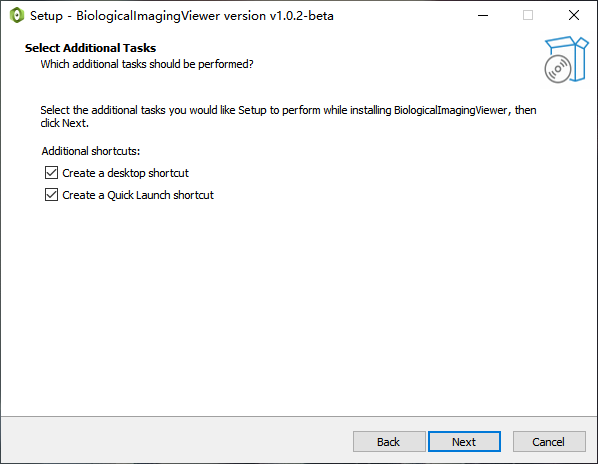 Setup - BiologicalImagingViewer version v1.0.2-beta
Select Additional Tasks
Which additional tasks should be performed?
Select the additional tasks you would like Setup to perform while installing BiologicalImagingViewer, then
click Next.
Additional shortcuts:
Create a desktop shortcut
Create a Quick Launch shortcut
Back
Next
Cancel